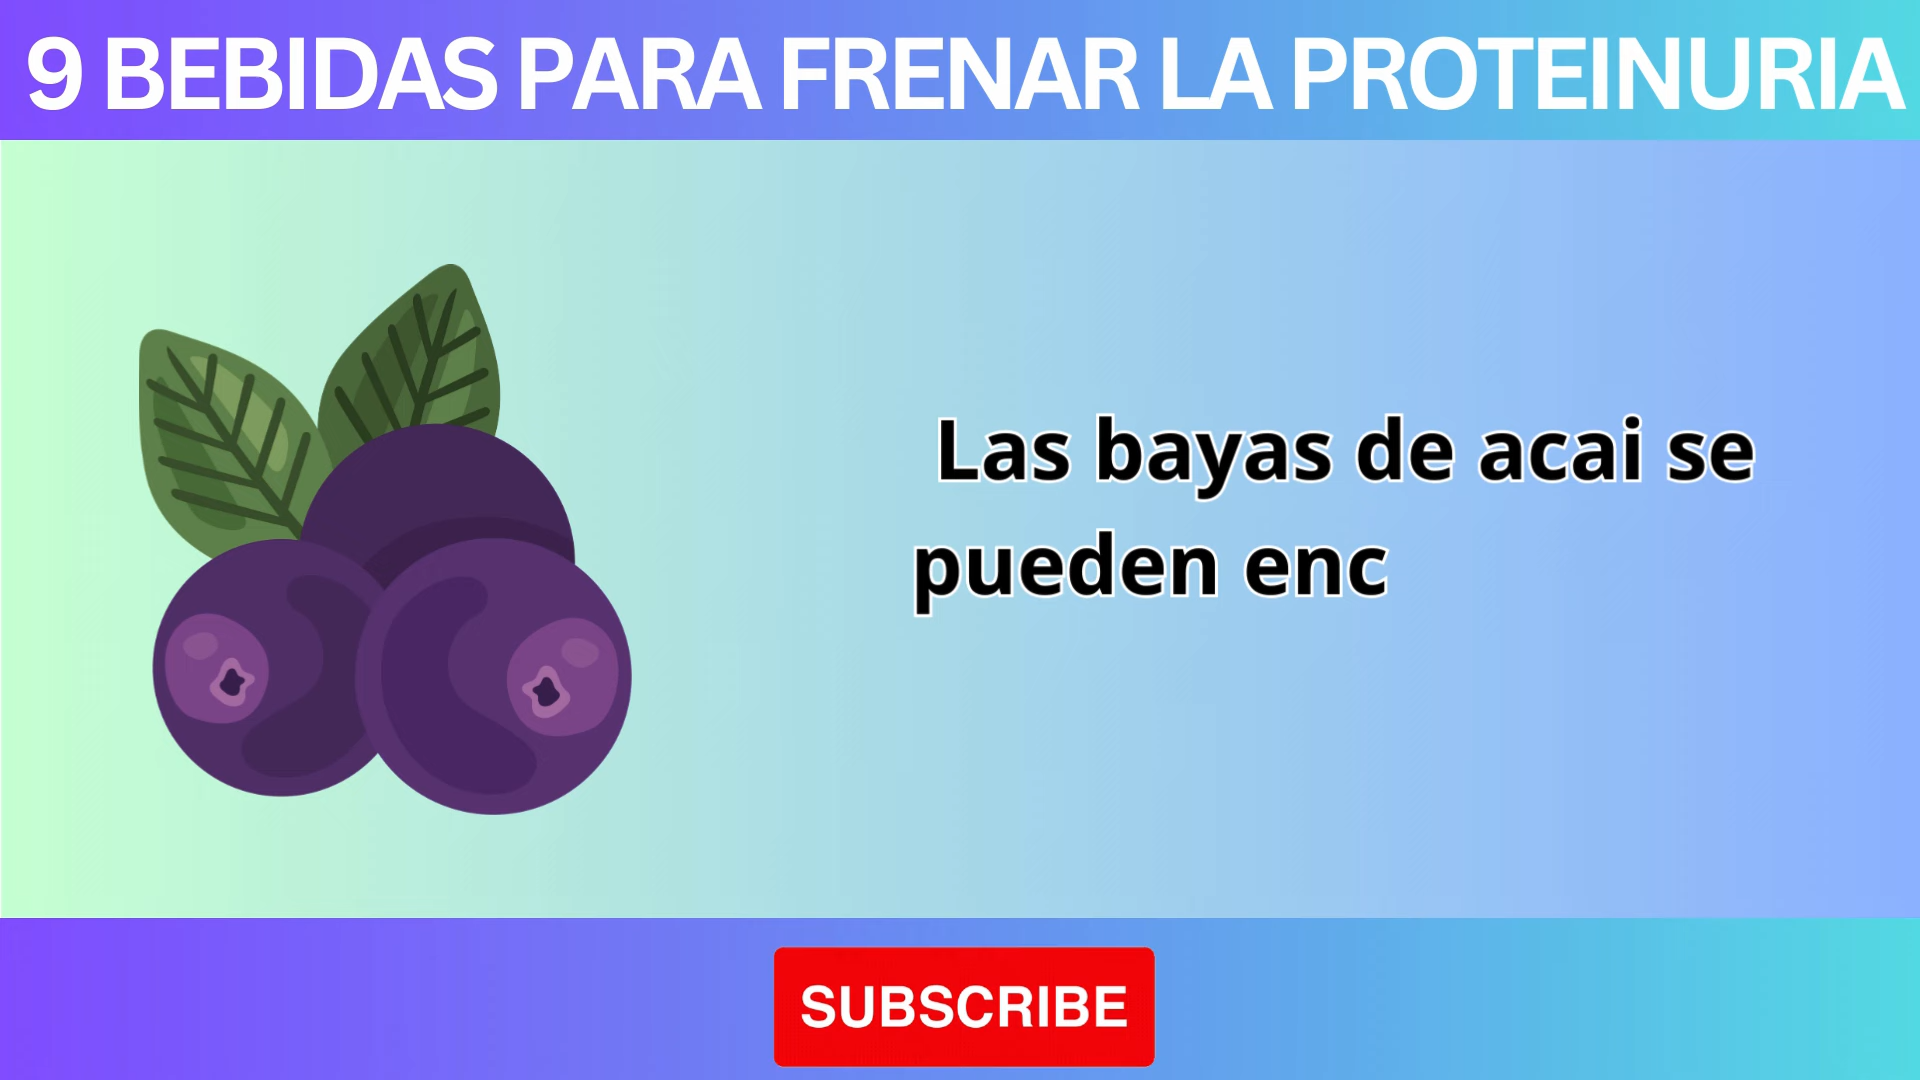 9 BEBIDAS PARA FRENAR LA PROTEINURIA
Las bayas de acai se
pueden enc
SUBSCRIBE